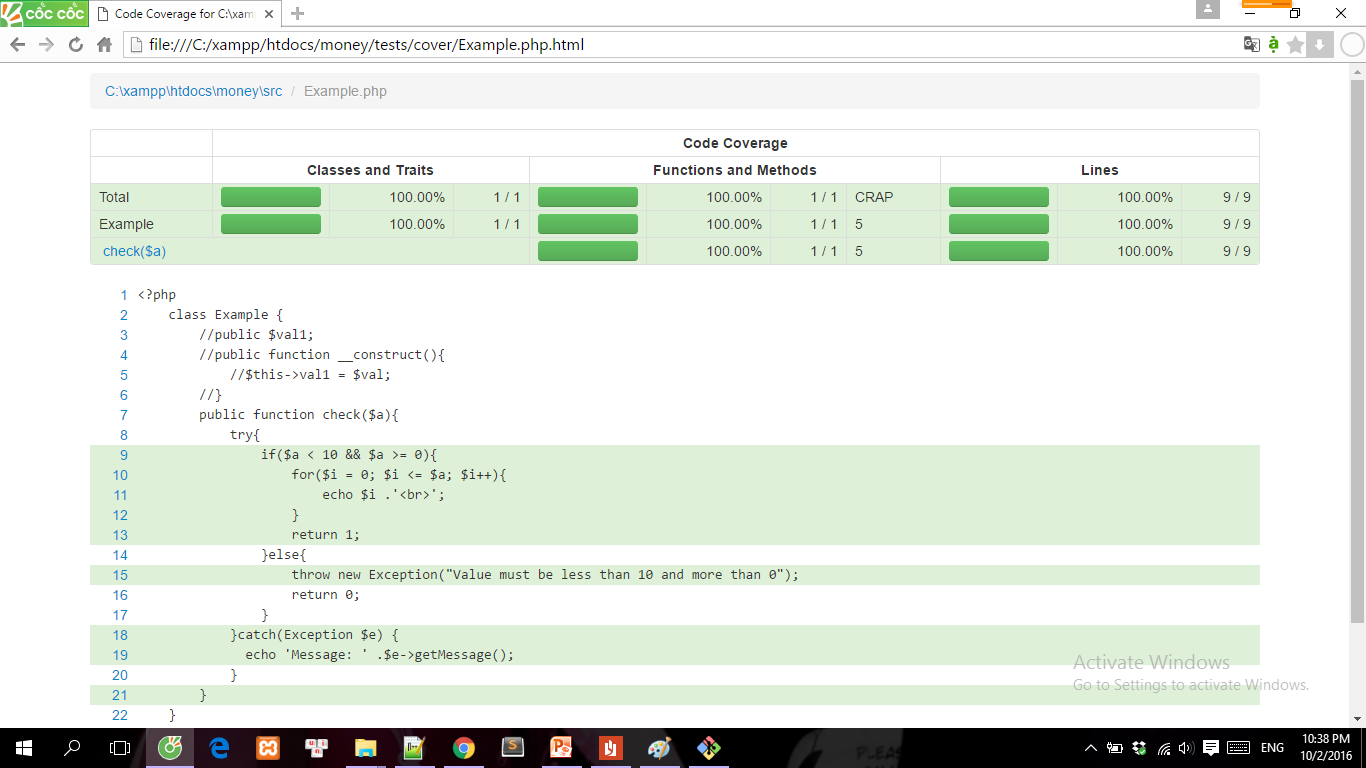 CỐC CỐC Code Coverage for C:\xam
file:///C:/xampp/htdocs/money/tests/cover/Example.php.html
C:\xampp\htdocs\money\src / Example.php
Code Coverage
Classes and Traits Functions and Methods Lines
Total 100.00% 1 / 1 100.00% 1 / 1 CRAP 100.00% 9 / 9
Example 100.00% 1 / 1 100.00% 1 / 1 5 100.00% 9 / 9
check($a) 100.00% 1 / 1 5 100.00% 9 / 9
1 <?php
2     class Example {
3         //public $val1;
4         //public function __construct(){
5             //$this->val1 = $val;
6         //}
7         public function check($a){
8             try{
9                 if($a < 10 && $a >= 0){
10                     for($i = 0; $i <= $a; $i++){
11                         echo $i .'<br>';
12                     }
13                     return 1;
14                 }else{
15                     throw new Exception("Value must be less than 10 and more than 0");
16                     return 0;
17                 }
18             }catch(Exception $e) {
19               echo 'Message: ' .$e->getMessage();
20             }
21         }
22     }
Activate Windows
Go to Settings to activate Windows.
ENG
10:38 PM
10/2/2016